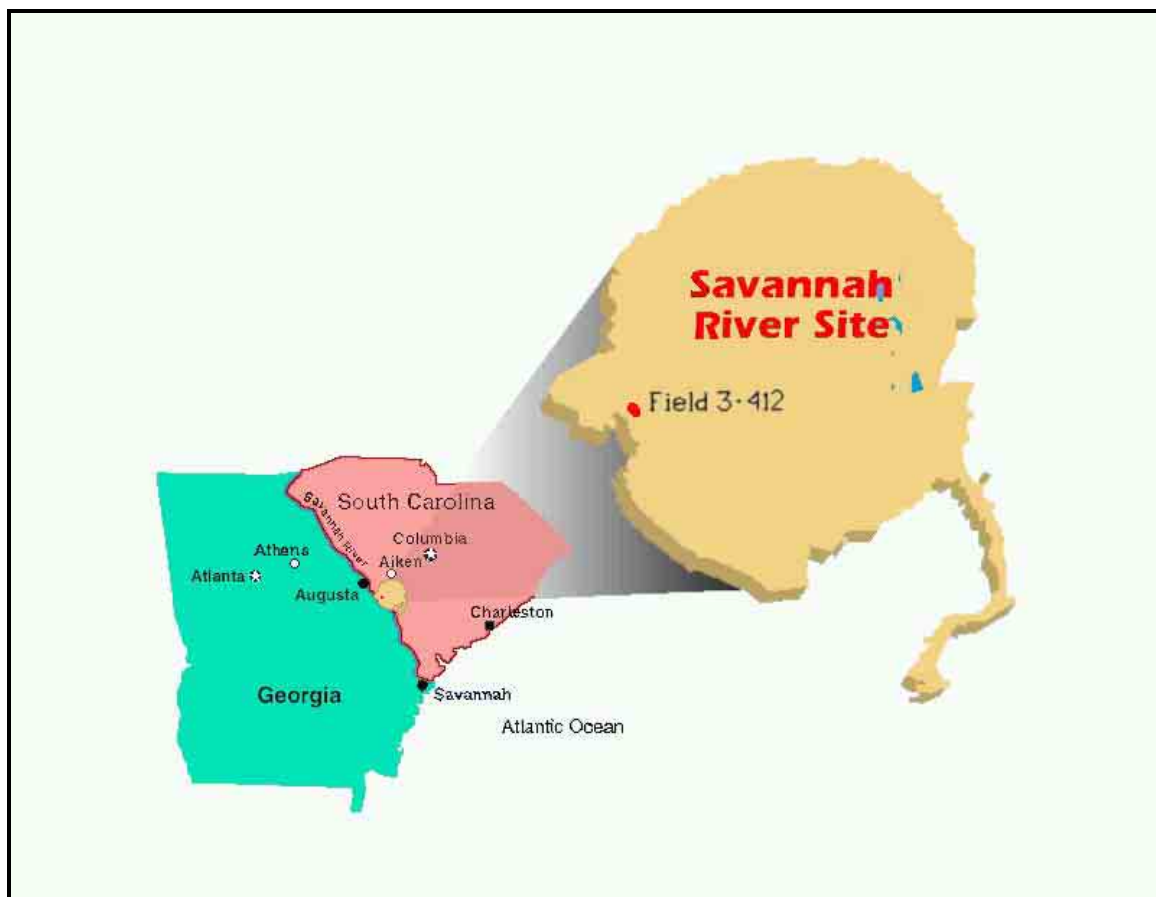 Savannah
River Site
Field 3-412
South Carolina
Savannah River
Columbia
Aiken
Athens
Atlanta
Augusta
Charleston
Georgia
Savannah
Atlantic Ocean